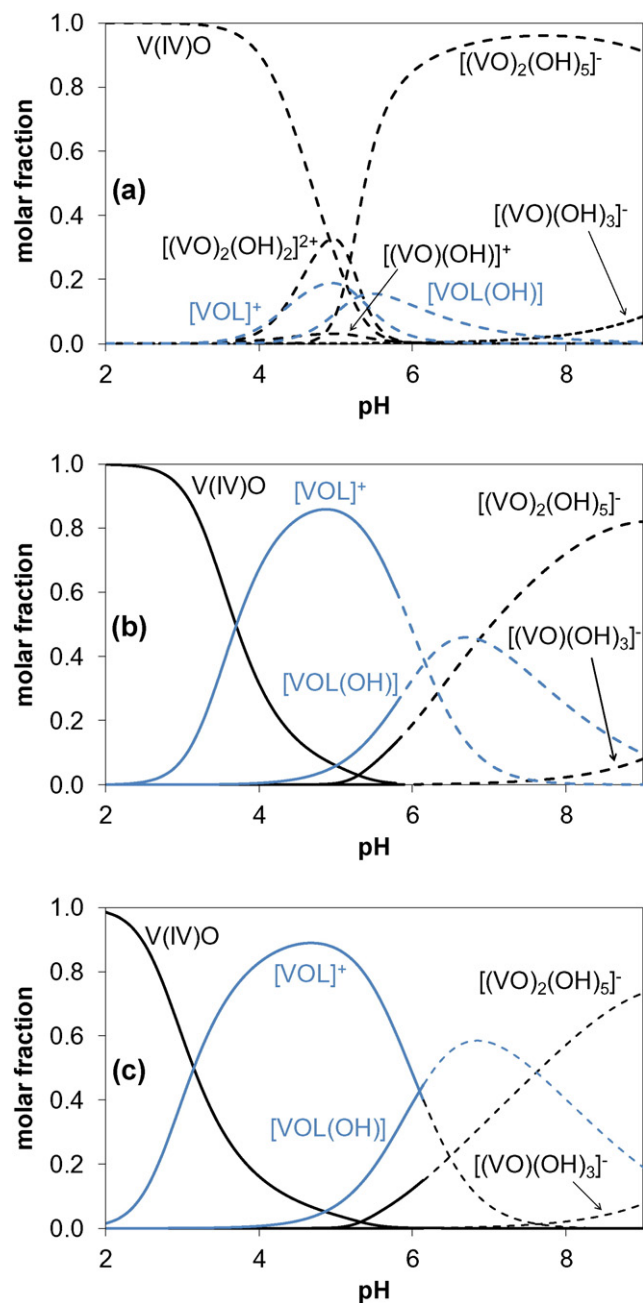 V(IV)O
[(VO)₂(OH)₅]⁻
[(VO)(OH)₃]⁻
(a)
[(VO)₂(OH)₂]²⁺
[(VO)(OH)]⁺
[VOL]⁺
[VOL(OH)]
molar fraction
1.0
0.8
0.6
0.4
0.2
0.0
2 4 6 8
pH
V(IV)O
[VOL]⁺
[(VO)₂(OH)₅]⁻
(b)
[(VO)(OH)₃]⁻
[VOL(OH)]
molar fraction
1.0
0.8
0.6
0.4
0.2
0.0
2 4 6 8
pH
V(IV)O
[VOL]⁺
[(VO)₂(OH)₅]⁻
(c)
[VOL(OH)]
[(VO)(OH)₃]⁻
molar fraction
1.0
0.8
0.6
0.4
0.2
0.0
2 4 6 8
pH